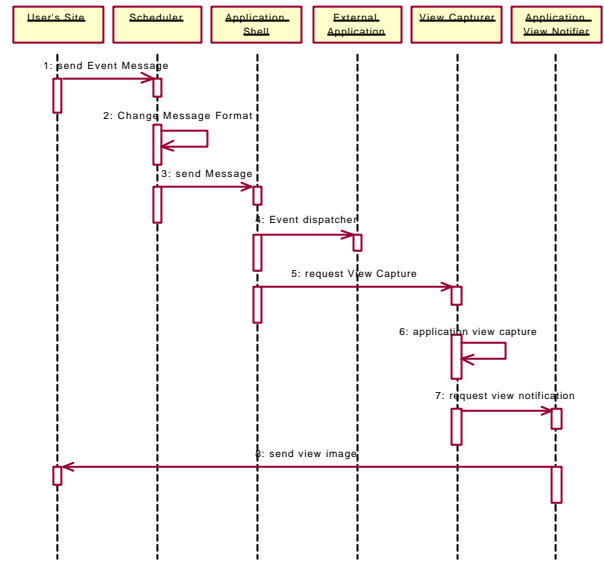 User's Site
Scheduler
Application
Shell
External
Application
View Capturer
Application
View Notifier
1: send Event Message
2: Change Message Format
3: send Message
4: Event dispatcher
5: request View Capture
6: application view capture
7: request view notification
8: send view image